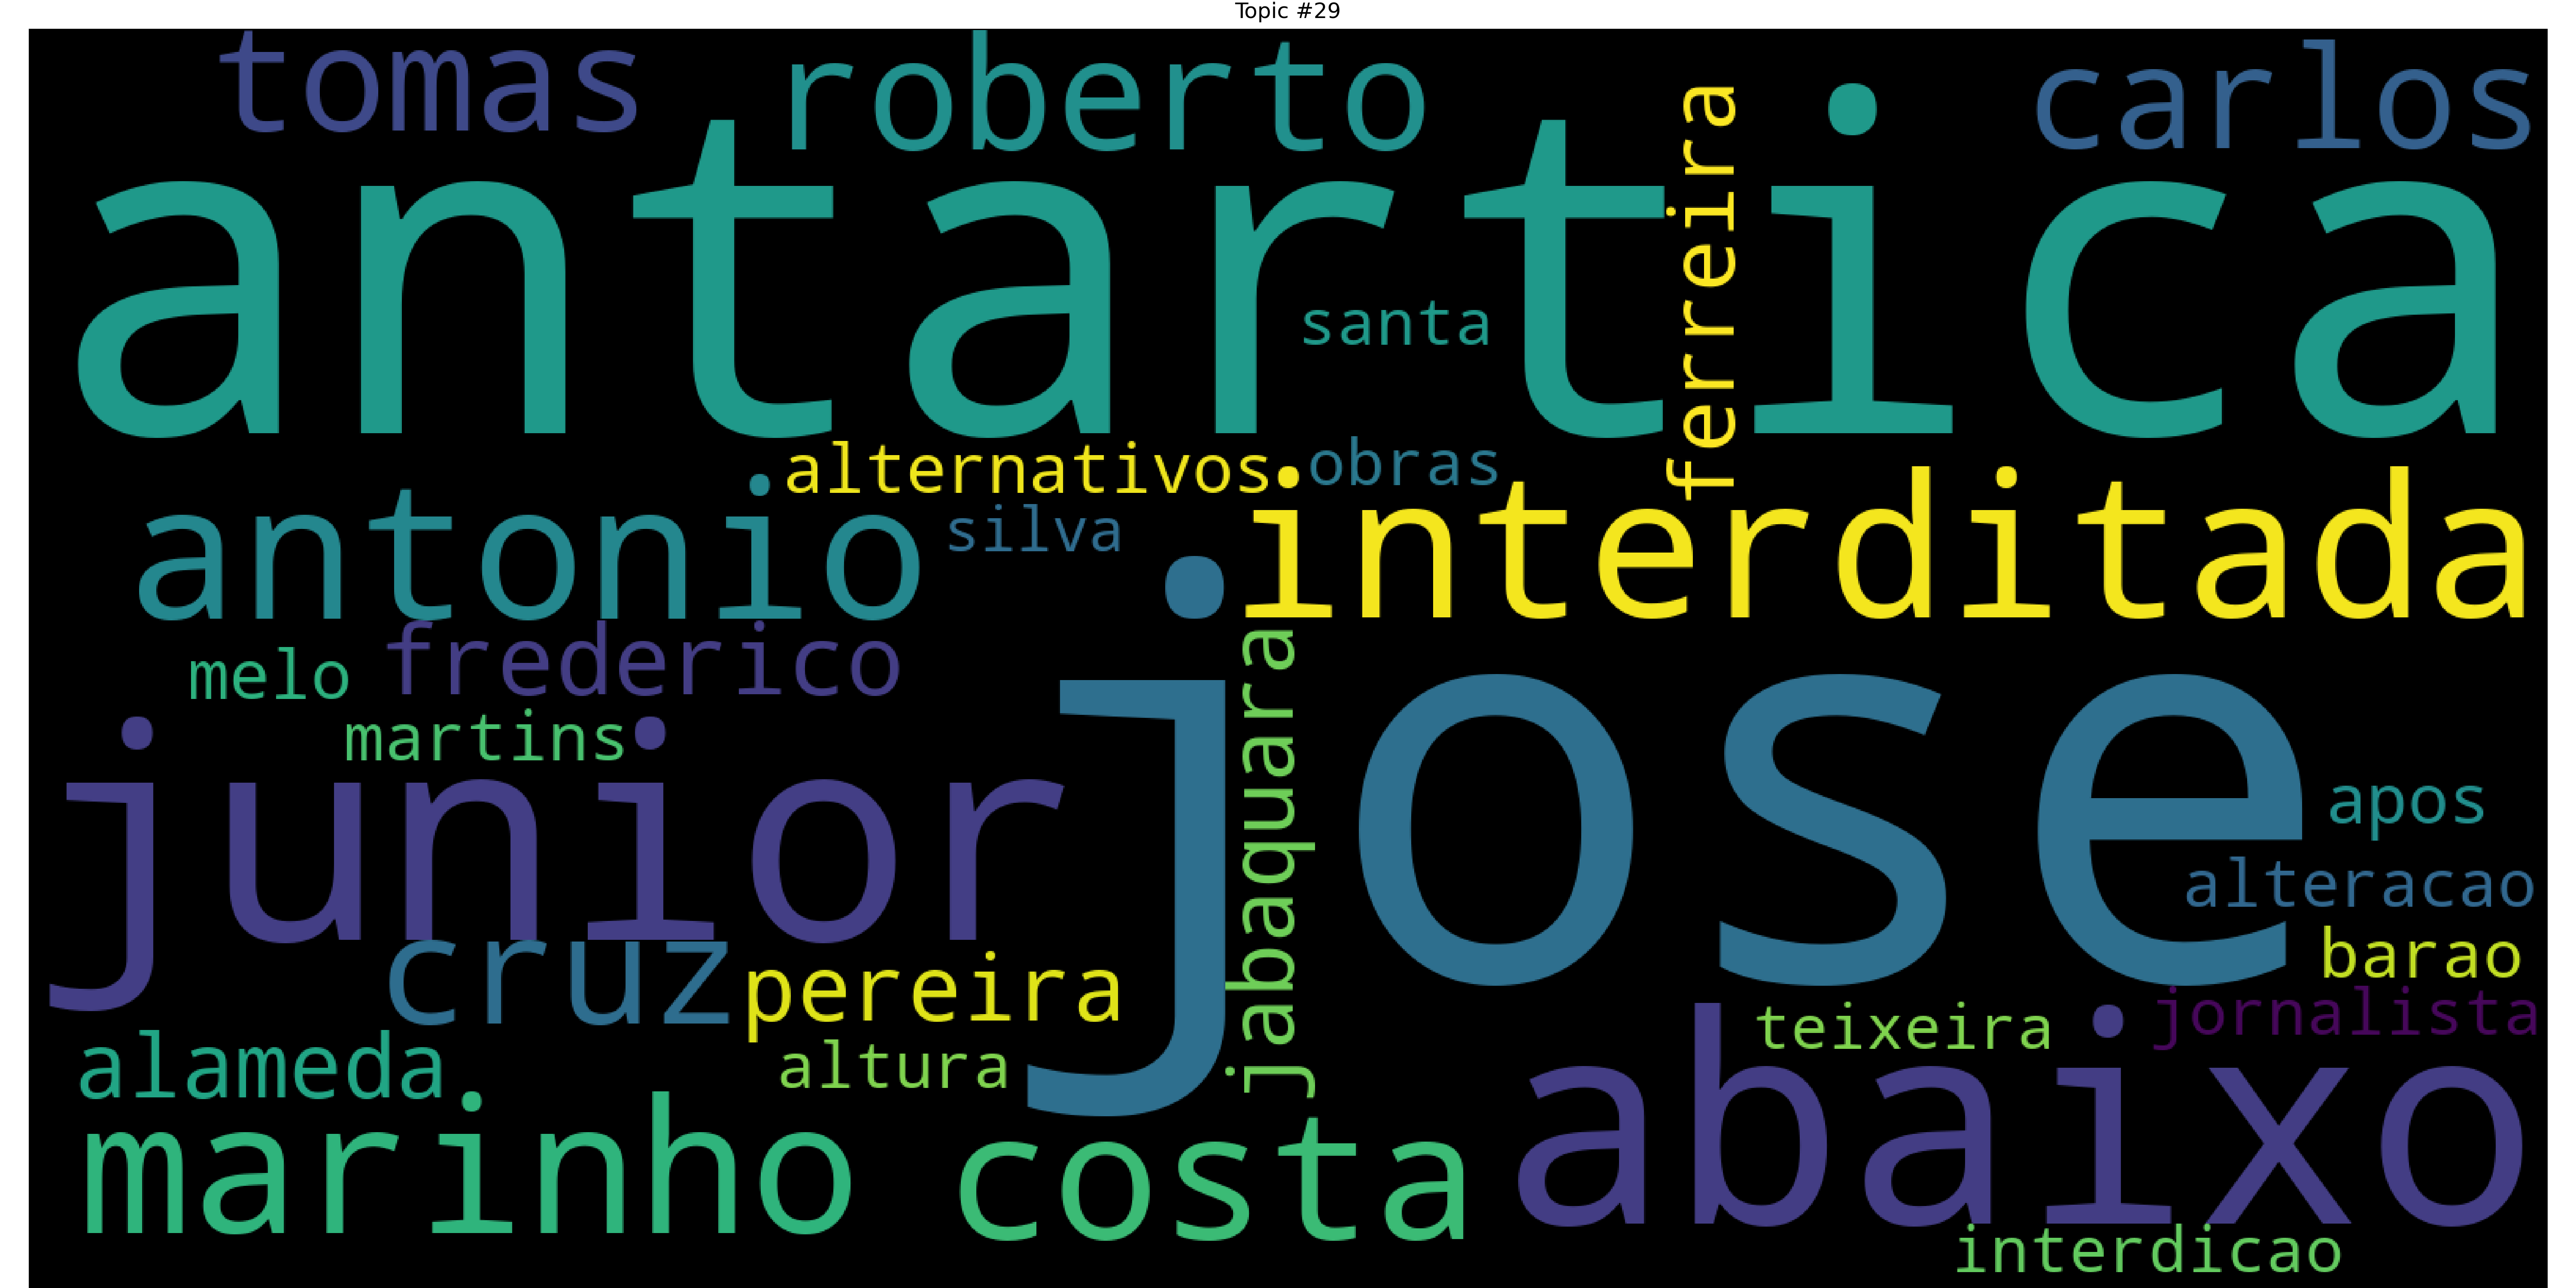 Topic #29
tomas
roberto
carlos
antartica
ferreira
santa
alternativos
obras
antonio
silva
interditada
melo
frederico
martins
junior
jose
jabaquara
apos
alteracao
cruz
pereira
barao
jornalista
teixeira
alameda
altura
abaixo
marinho
costa
interdicao